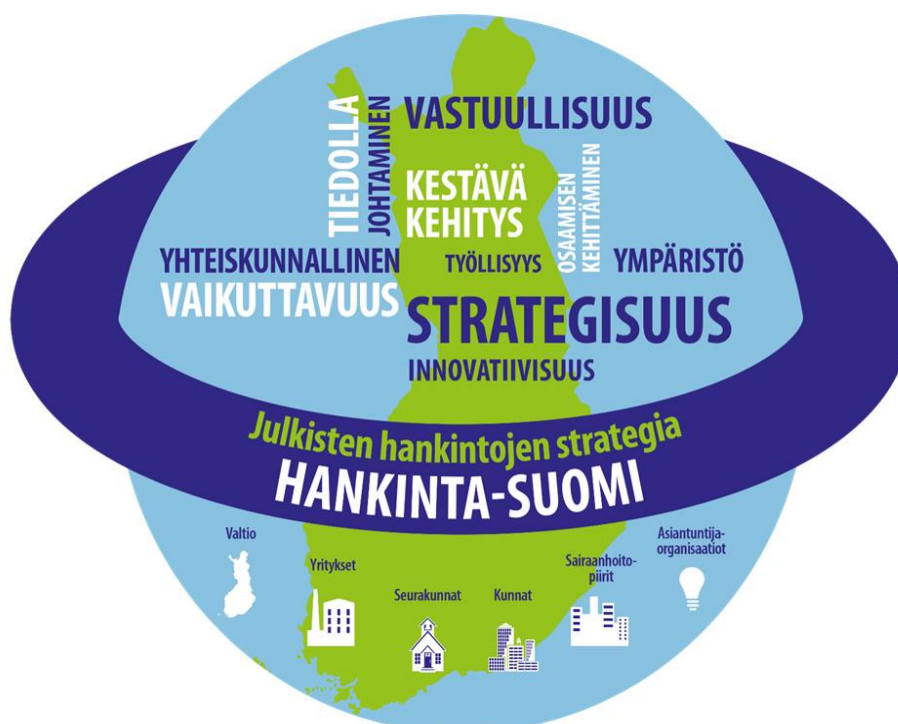 TIEDOLLA
JOHTAMINEN
VASTUULLISUUS
KESTÄVÄ
KEHITYS
OSAAMISEN
KEHITTÄMINEN
YHTEISKUNNALLINEN
VAIKUTTAVUUS
TYÖLLISYYS
YMPÄRISTÖ
STRATEGISUUS
INNOVATIIVISUUS
Julkisten hankintojen strategia
HANKINTA-SUOMI
Valtio
Yritykset
Seurakunnat
Kunnat
Sairaanhoito-
piirit
Asiantuntija-
organisaatiot